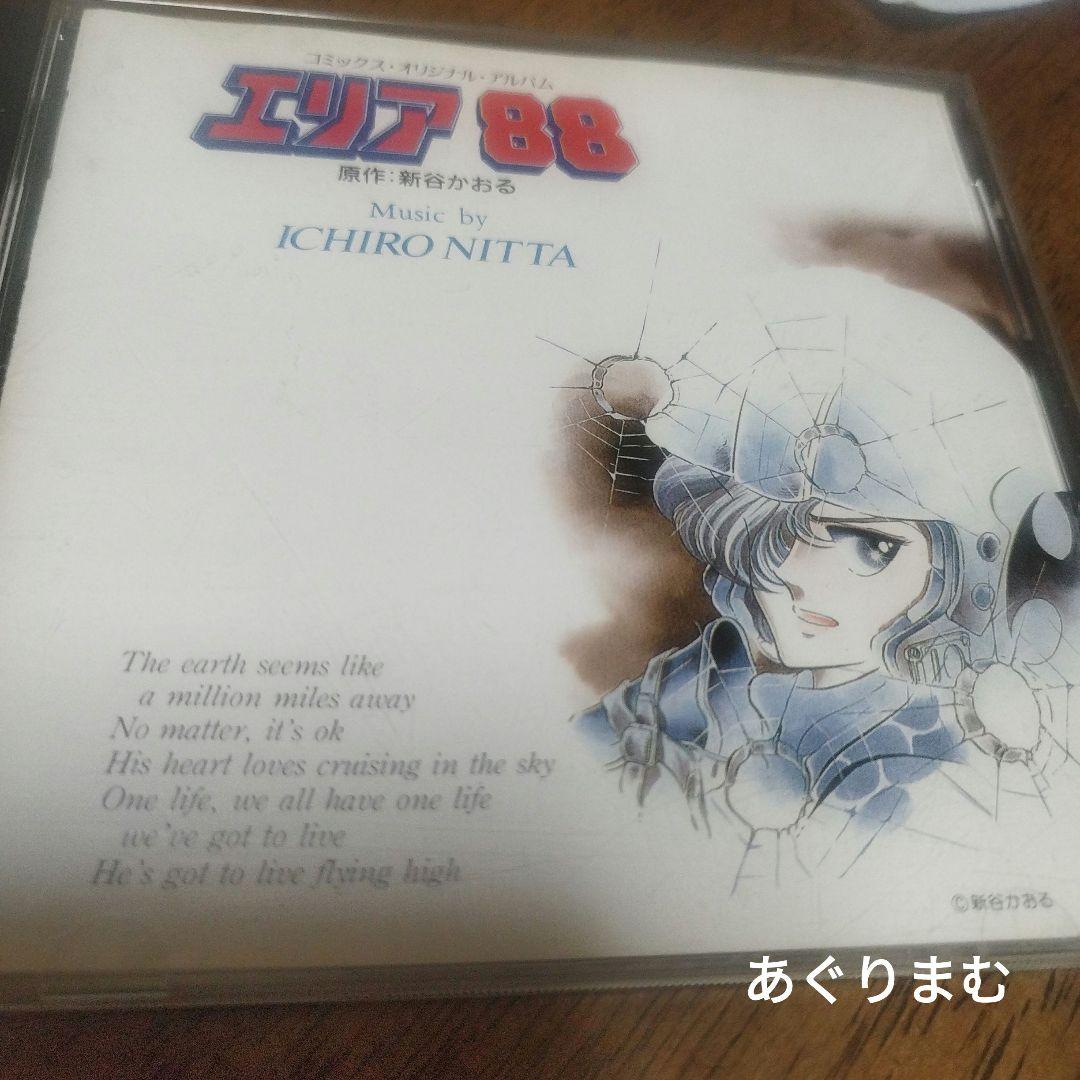 コミックス・オリジナル・アルバム
エリア 88
原作：新谷かおる
Music by
ICHIRO NITTA
The earth seems like
a million miles away
No matter, it's ok
His heart loves cruising in the sky
One life, we all have one life
we've got to live
He's got to live flying high
©新谷かおる
あぐりまむ